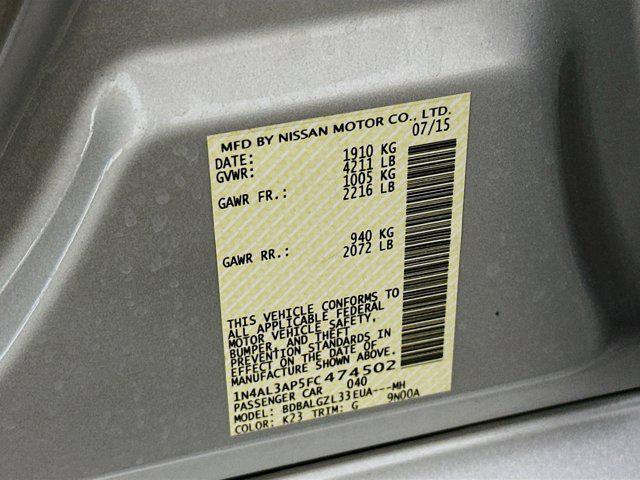 MFD BY NISSAN MOTOR CO., LTD.
DATE: 07/15
GVWR: 1910 KG
4211 LB
GAWR FR.: 1005 KG
2216 LB
GAWR RR.: 940 KG
2072 LB
THIS VEHICLE CONFORMS TO
ALL APPLICABLE FEDERAL
MOTOR VEHICLE SAFETY,
BUMPER, AND THEFT
PREVENTION STANDARDS IN
EFFECT ON THE DATE OF
MANUFACTURE SHOWN ABOVE.
1N4AL3AP5FC474502
PASSENGER CAR 040
MODEL: BDBALGZL33EUA---MH
COLOR: K23 TRIM: G 9N00A